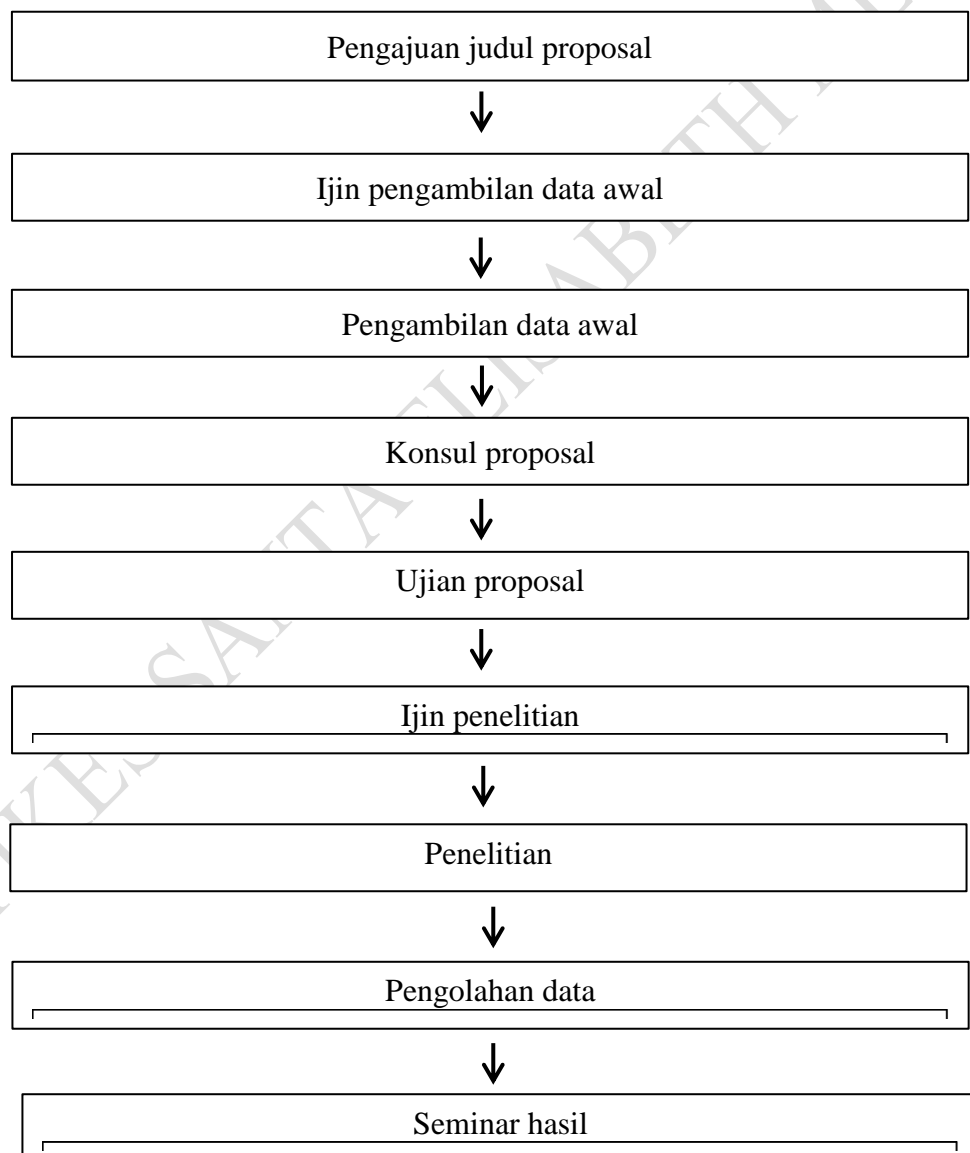 Pengajuan judul proposal
Ijin pengambilan data awal
Pengambilan data awal
Konsul proposal
Ujian proposal
Ijin penelitian
Penelitian
Pengolahan data
Seminar hasil